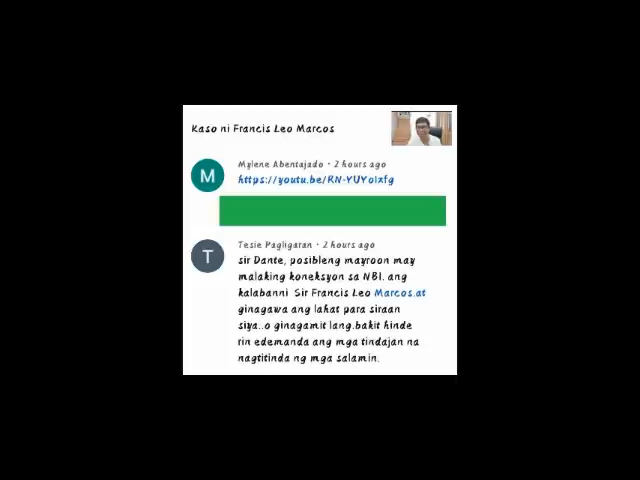 Kaso ni Francis Leo Marcos
M
Mylene Abentajado • 2 hours ago
https://youtu.be/RN-YUYolxfg
T
Tesie Pagligaran • 2 hours ago
sir Dante, posibleng mayroon may
malaking koneksyon sa NBI. ang
kalabanni Sir Francis Leo Marcos.at
ginagawa ang lahat para siraan
siya..o ginagamit lang.bakit hinde
rin edemanda ang mga tindajan na
nagtitinda ng mga salamin.